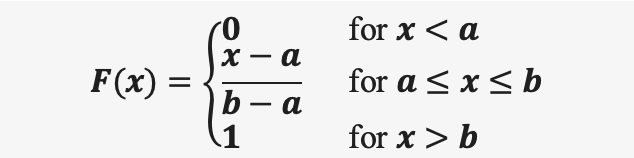 0 for x < a
F(x) = { x − a / b − a for a ≤ x ≤ b
1 for x > b